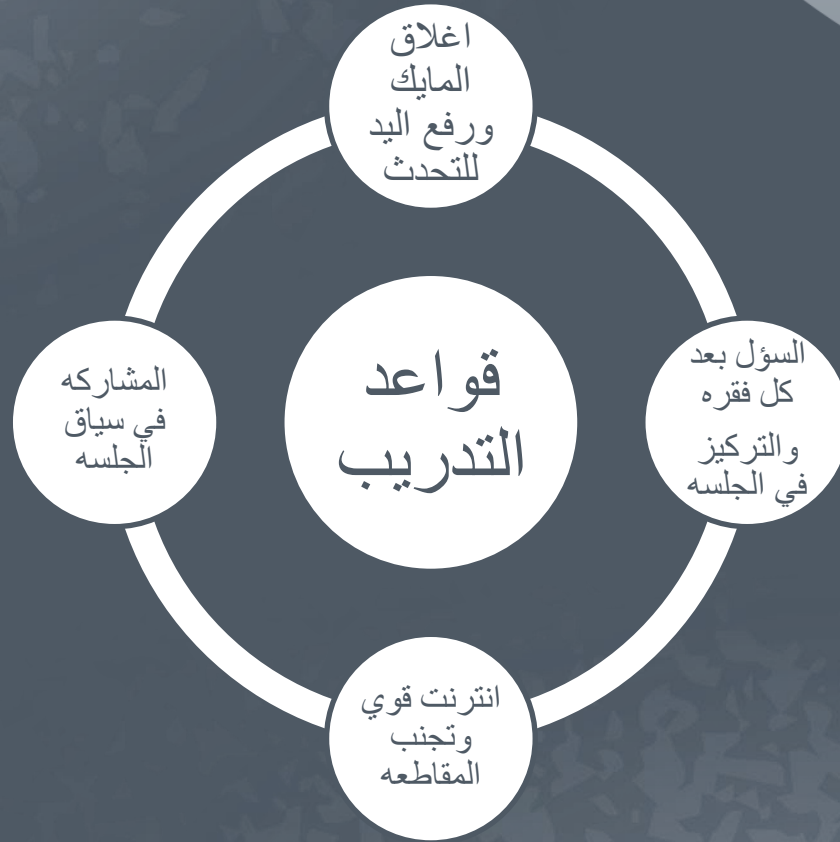 اغلاق
المايك
ورفع اليد
للتحدث
السؤل بعد
كل فقره
والتركيز
في الجلسه
قواعد
التدريب
المشاركه
في سياق
الجلسه
انترنت قوي
وتجنب
المقاطعه